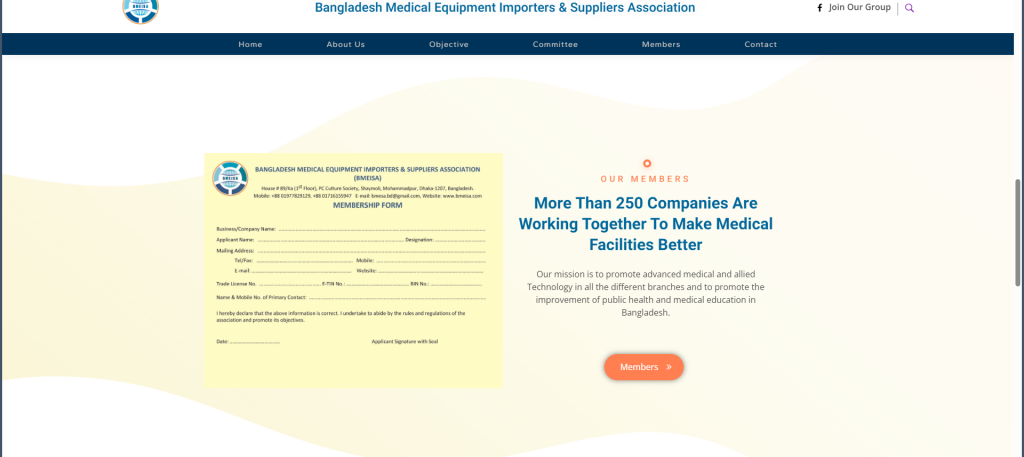 BMEISA
Bangladesh Medical Equipment Importers & Suppliers Association
Join Our Group
Home About Us Objective Committee Members Contact
BMEISA
BANGLADESH MEDICAL EQUIPMENT IMPORTERS & SUPPLIERS ASSOCIATION
(BMEISA)
House # 89/Ka (1ST Floor), PC Culture Society, Shaymoli, Mohammadpur, Dhaka-1207, Bangladesh.
Mobile: +88 01977829129, +88 01716335947 E-mail: bmeisa.bd@gmail.com, Website: www.bmeisa.com
MEMBERSHIP FORM
Business/Company Name:
Applicant Name: Designation:
Mailing Address:
Tel/Fax: Mobile:
E-mail: Website:
Trade License No. E-TIN No.: BIN No.:
Name & Mobile No. of Primary Contact:
I hereby declare that the above information is correct. I undertake to abide by the rules and regulations of the
association and promote its objectives.
Date: Applicant Signature with Seal
OUR MEMBERS
More Than 250 Companies Are
Working Together To Make Medical
Facilities Better
Our mission is to promote advanced medical and allied
Technology in all the different branches and to promote the
improvement of public health and medical education in
Bangladesh.
Members »